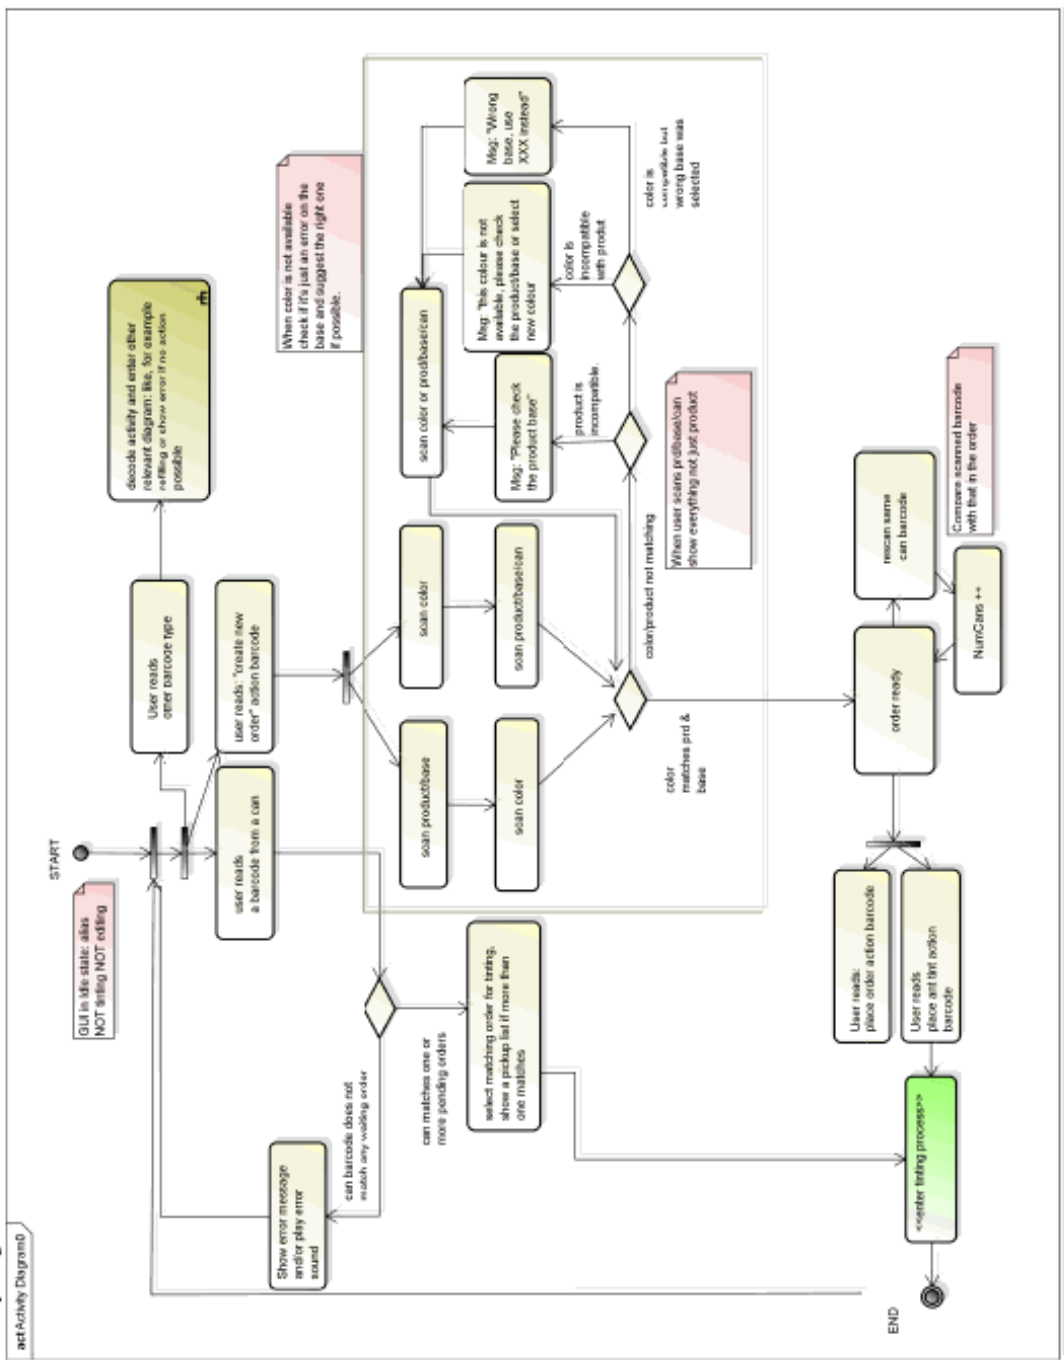 act Activity Diagram0
START
GUI in idle state: alias
NOT tinting NOT editing
User reads
other barcode type
decode activity and enter other
relevant diagram: like, for example
refilling or show error if no action
possible
user reads
a barcode from a can
user reads: "create new
order" action barcode
Show error message
and/or play error
sound
can barcode does not
match any waiting order
can matches one or
more pending orders
select matching order for tinting,
show a pickup list if more than
one matches
When color is not available
check if it's just an error on the
base and suggest the right one
if possible.
scan product/base
scan color
scan color
scan product/base/can
scan color or prod/base/can
Msg: "Please check
the product base"
Msg: "this colour is not
available, please check
the product/base or select
new colour
Msg: "Wrong
base, use
XXX instead"
product is
incompatible.
color is
incompatible
with produt
color is
compatible but
wrong base was
selected
color/product not matching
color
matches prd &
base
When user scans prd/base/can
show everything not just product
order ready
rescan same
can barcode
NumCans ++
Compare scanned barcode
with that in the order
User reads:
place order action barcode
User reads
place ant tint action
barcode
<<enter tinting process>>
END